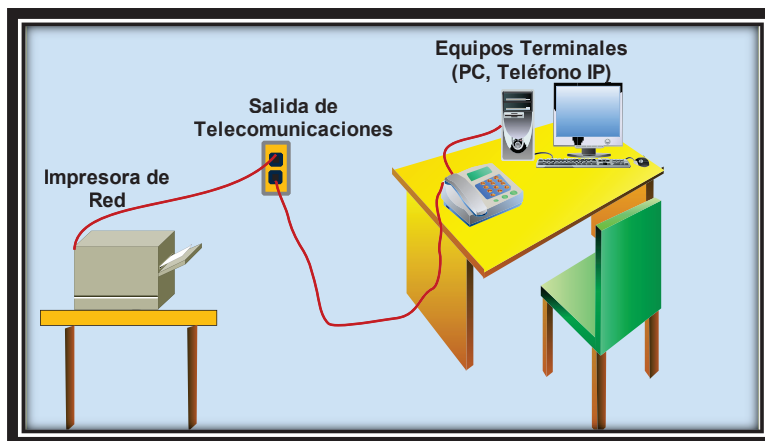 Equipos Terminales
(PC, Teléfono IP)
Salida de
Telecomunicaciones
Impresora de
Red